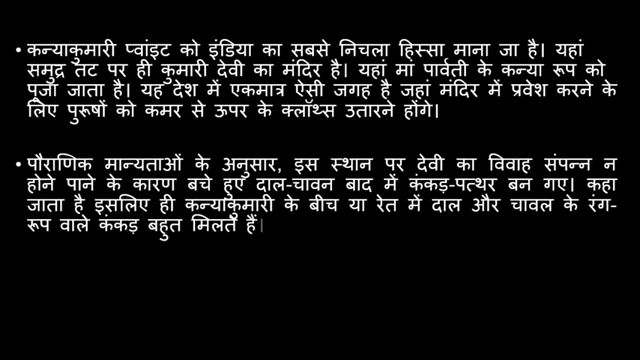 • कन्याकुमारी प्वांइट को इंडिया का सबसे निचला हिस्सा माना जा है। यहां
समुद्र तट पर ही कुमारी देवी का मंदिर है। यहां मां पार्वती के कन्या रूप को
पूजा जाता है। यह देश में एकमात्र ऐसी जगह है जहां मंदिर में प्रवेश करने के
लिए पुरूषों को कमर से ऊपर के क्लॉथ्स उतारने होंगे।
• पौराणिक मान्यताओं के अनुसार, इस स्थान पर देवी का विवाह संपन्न न
होने पाने के कारण बचे हुए दाल-चावन बाद में कंकड़-पत्थर बन गए। कहा
जाता है इसलिए ही कन्याकुमारी के बीच या रेत में दाल और चावल के रंग-
रूप वाले कंकड़ बहुत मिलते हैं